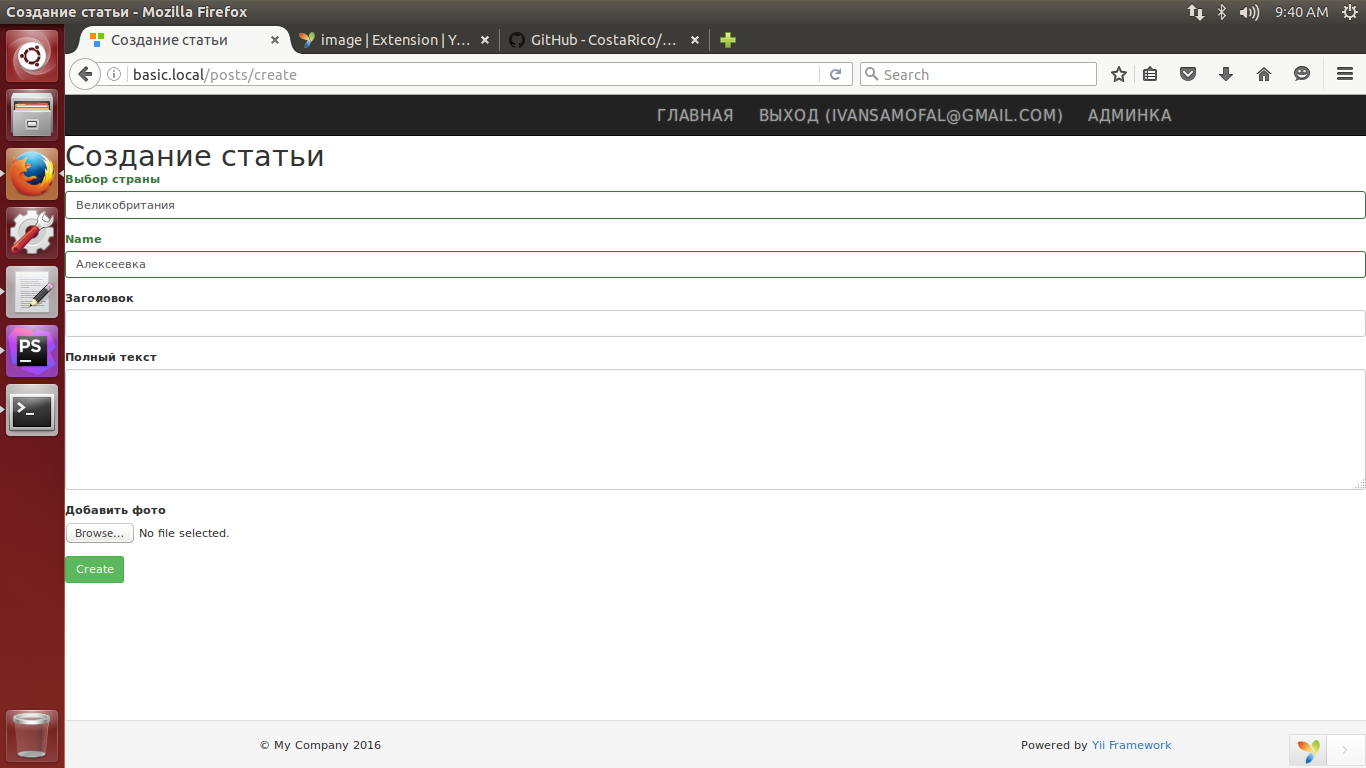 Создание статьи - Mozilla Firefox
9:40 AM
Создание статьи
image | Extension | Y...
GitHub - CostaRico/...
basic.local/posts/create
Search
ГЛАВНАЯ ВЫХОД (IVANSAMOFAL@GMAIL.COM) АДМИНКА
Создание статьи
Выбор страны
Великобритания
Name
Алексеевка
Заголовок
Полный текст
Добавить фото
Browse... No file selected.
Create
PS
© My Company 2016
Powered by Yii Framework